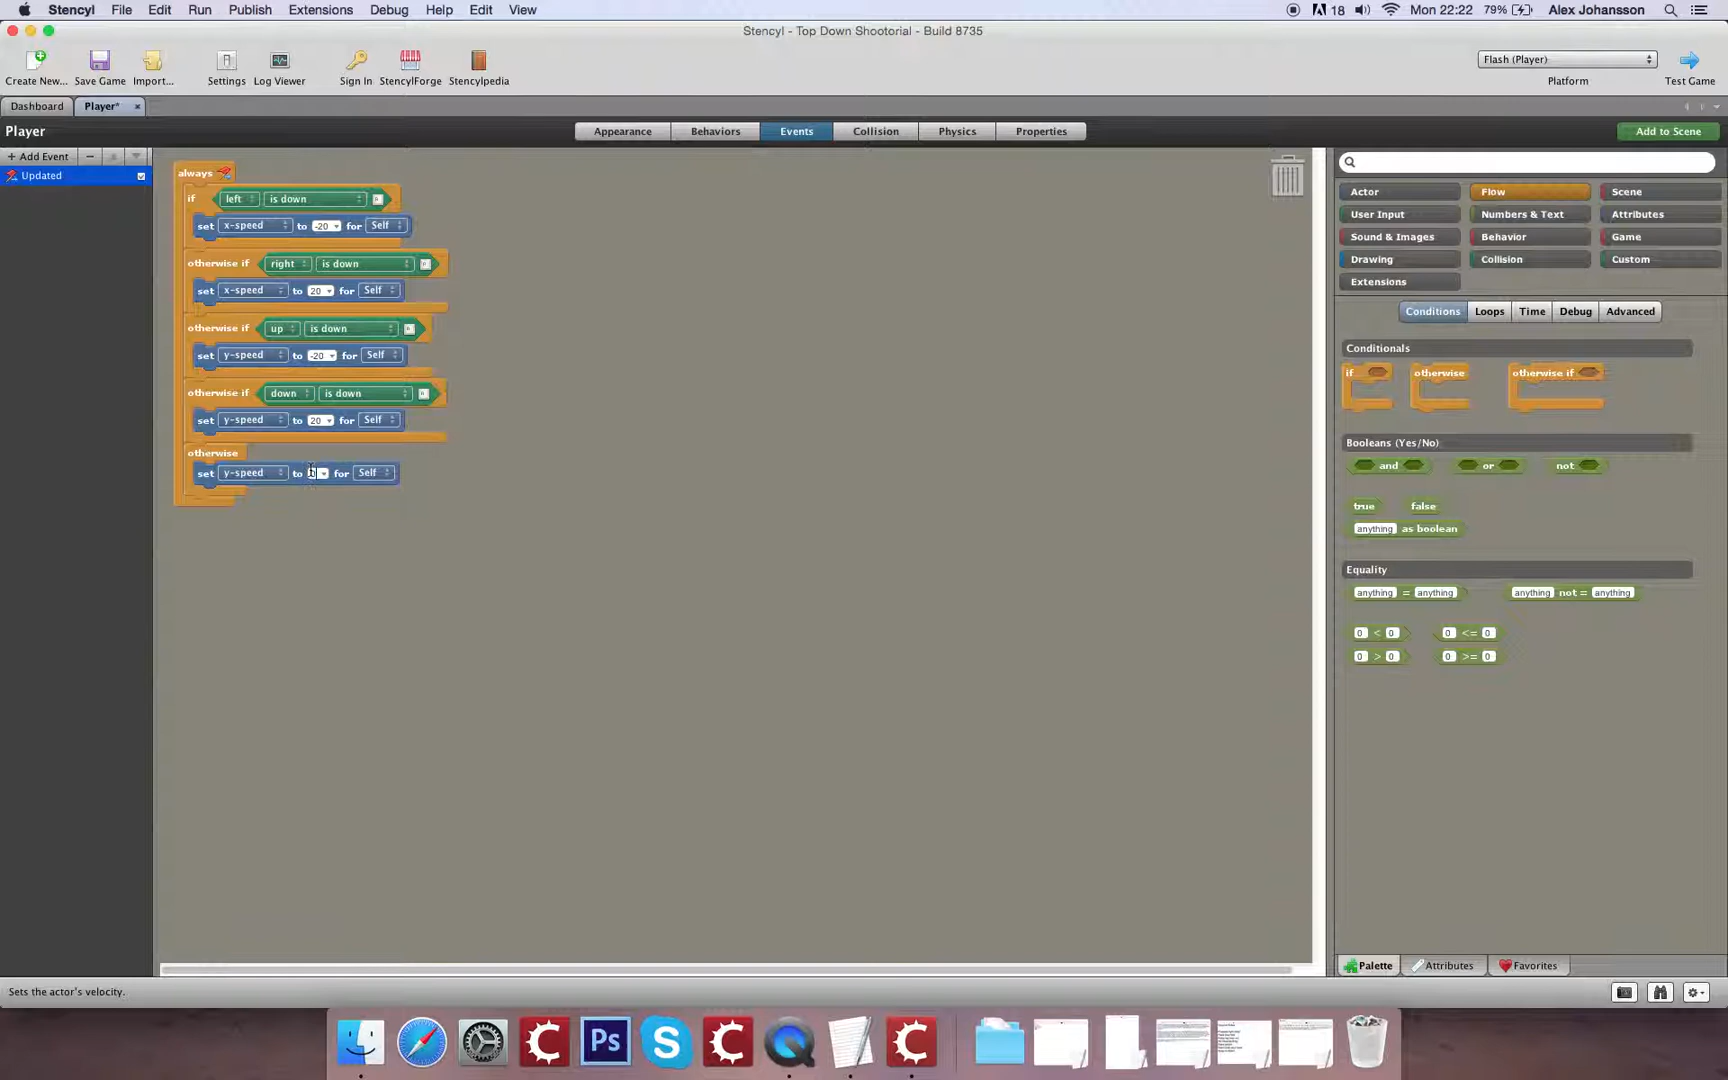 Stencyl File Edit Run Publish Extensions Debug Help Edit View 18 Mon 22:22 79% Alex Johansson
Stencyl - Top Down Shootorial - Build 8735
Create New... Save Game Import... Settings Log Viewer Sign In StencylForge Stencylpedia Flash (Player) Platform Test Game
Dashboard Player*
Player Appearance Behaviors Events Collision Physics Properties Add to Scene
+ Add Event
Updated
always
if left is down
set x-speed to -20 for Self
otherwise if right is down
set x-speed to 20 for Self
otherwise if up is down
set y-speed to -20 for Self
otherwise if down is down
set y-speed to 20 for Self
otherwise
set y-speed to for Self
Actor Flow Scene
User Input Numbers & Text Attributes
Sound & Images Behavior Game
Drawing Collision Custom
Extensions
Conditions Loops Time Debug Advanced
Conditionals
if otherwise otherwise if
Booleans (Yes/No)
and or not
true false
anything as boolean
Equality
anything = anything anything not = anything
0 < 0 0 <= 0
0 > 0 0 >= 0
Palette Attributes Favorites
Sets the actor's velocity.
Ps